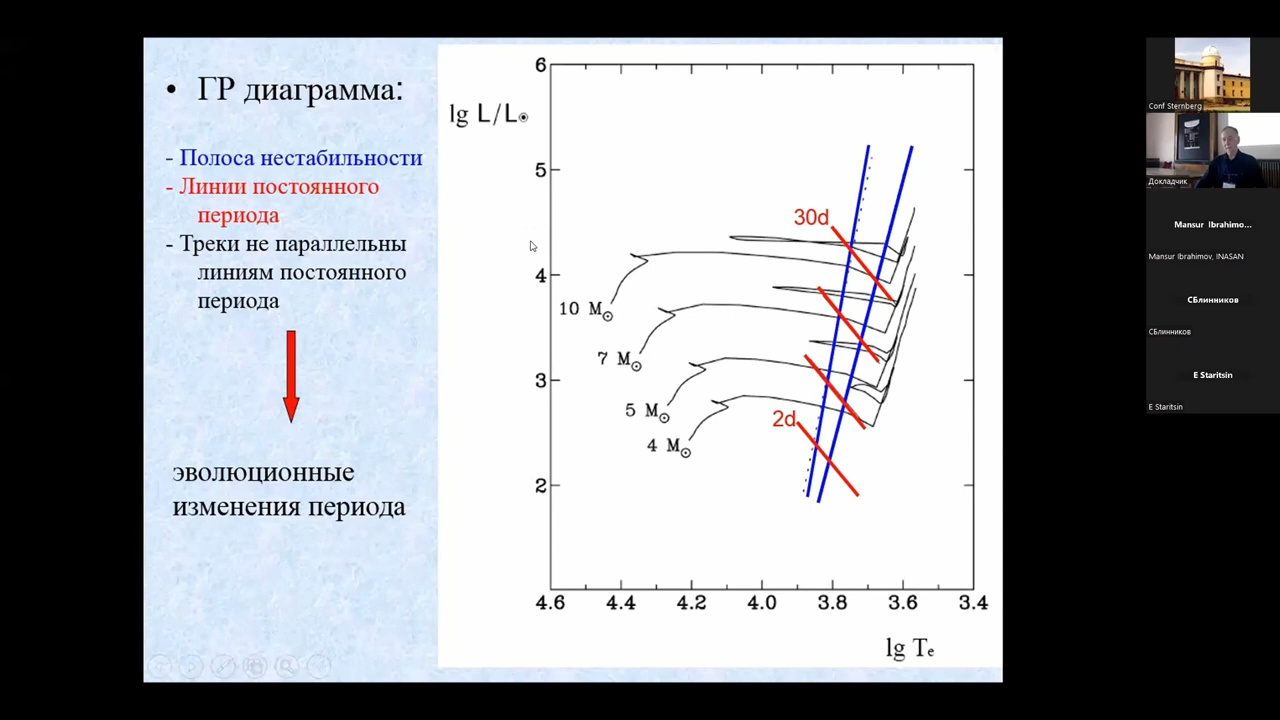 • ГР диаграмма:
- Полоса нестабильности
- Линии постоянного
периода
- Треки не параллельны
линиям постоянного
периода
эволюционные
изменения периода
lg L/L☉
6
5
4
3
2
30d
2d
10 M☉
7 M☉
5 M☉
4 M☉
4.6 4.4 4.2 4.0 3.8 3.6 3.4
lg Te
Conf Sternberg
Докладчик
Mansur Ibrahimo...
Mansur Ibrahimov, INASAN
СБлинников
СБлинников
E Staritsin
E Staritsin